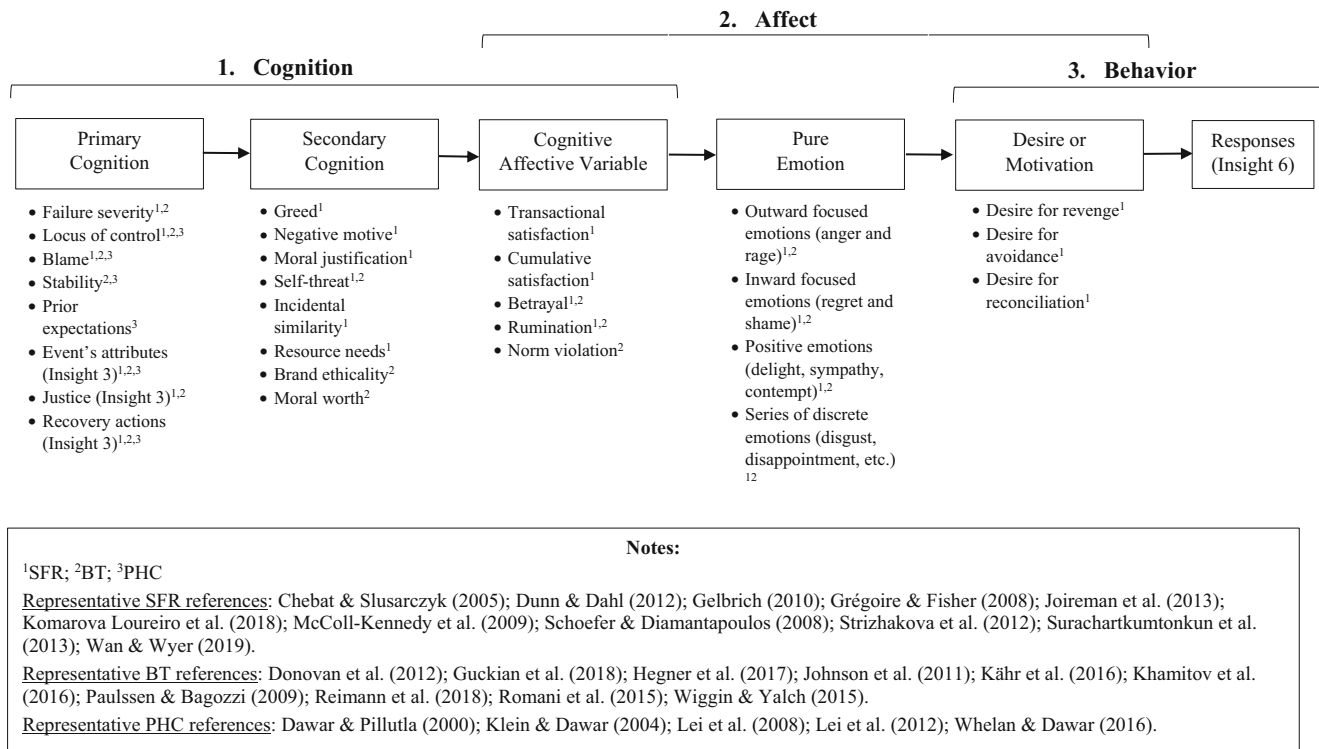 2. Affect
1. Cognition
3. Behavior
Primary
Cognition
Secondary
Cognition
Cognitive
Affective Variable
Pure
Emotion
Desire or
Motivation
Responses
(Insight 6)
• Failure severity1,2
• Locus of control1,2,3
• Blame1,2,3
• Stability2,3
• Prior
expectations3
• Event's attributes
(Insight 3)1,2,3
• Justice (Insight 3)1,2
• Recovery actions
(Insight 3)1,2,3
• Greed1
• Negative motive1
• Moral justification1
• Self-threat1,2
• Incidental
similarity1
• Resource needs1
• Brand ethicality2
• Moral worth2
• Transactional
satisfaction1
• Cumulative
satisfaction1
• Betrayal1,2
• Rumination1,2
• Norm violation2
• Outward focused
emotions (anger and
rage)1,2
• Inward focused
emotions (regret and
shame)1,2
• Positive emotions
(delight, sympathy,
contempt)1,2
• Series of discrete
emotions (disgust,
disappointment, etc.)
12
• Desire for revenge1
• Desire for
avoidance1
• Desire for
reconciliation1
Notes:
1SFR; 2BT; 3PHC
Representative SFR references: Chebat & Slusarczyk (2005); Dunn & Dahl (2012); Gelbrich (2010); Grégoire & Fisher (2008); Joireman et al. (2013);
Komarova Loureiro et al. (2018); McColl-Kennedy et al. (2009); Schoefer & Diamantapoulos (2008); Strizhakova et al. (2012); Surachartkumtonkun et al.
(2013); Wan & Wyer (2019).
Representative BT references: Donovan et al. (2012); Guckian et al. (2018); Hegner et al. (2017); Johnson et al. (2011); Kähr et al. (2016); Khamitov et al.
(2016); Paulssen & Bagozzi (2009); Reimann et al. (2018); Romani et al. (2015); Wiggin & Yalch (2015).
Representative PHC references: Dawar & Pillutla (2000); Klein & Dawar (2004); Lei et al. (2008); Lei et al. (2012); Whelan & Dawar (2016).